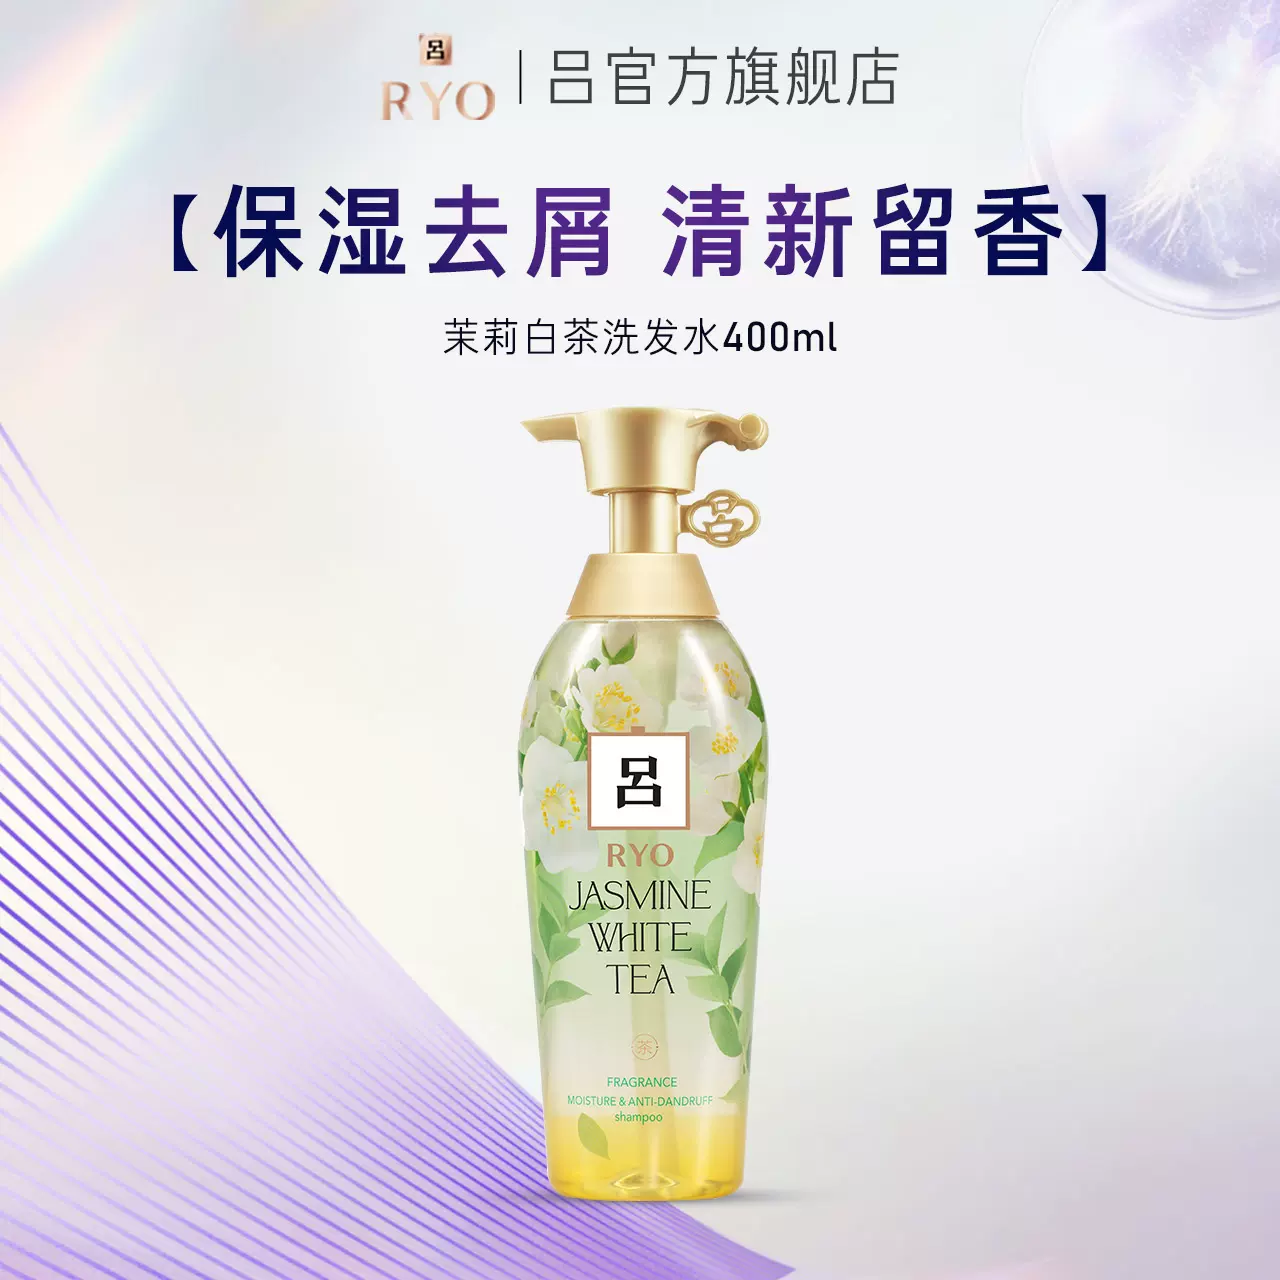 呂
RYO | 吕官方旗舰店
【保湿去屑 清新留香】
茉莉白茶洗发水400ml
呂
呂
RYO
JASMINE
WHITE
TEA
茶
FRAGRANCE
MOISTURE & ANTI-DANDRUFF
shampoo